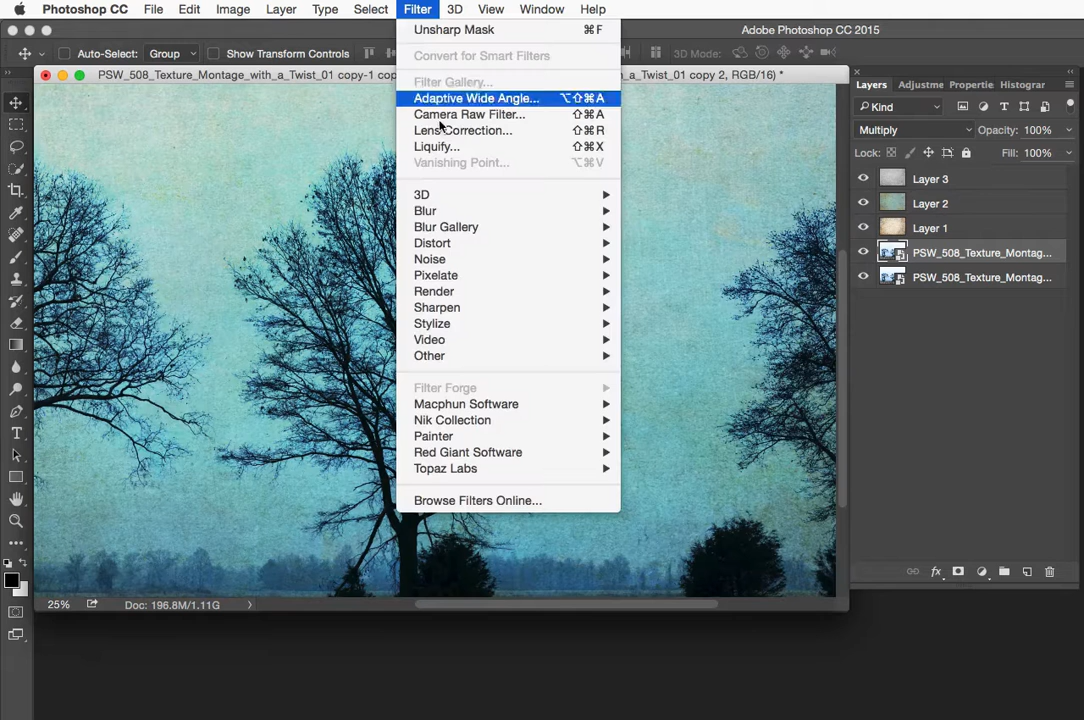 Photoshop CC File Edit Image Layer Type Select Filter 3D View Window Help
Adobe Photoshop CC 2015
Auto-Select: Group Show Transform Controls
3D Mode:
PSW_508_Texture_Montage_with_a_Twist_01 copy-1 cop
_a_Twist_01 copy 2, RGB/16) *
Unsharp Mask ⌘F
Convert for Smart Filters
Filter Gallery...
Adaptive Wide Angle... ⌥⇧⌘A
Camera Raw Filter... ⇧⌘A
Lens Correction... ⇧⌘R
Liquify... ⇧⌘X
Vanishing Point... ⌥⌘V
3D
Blur
Blur Gallery
Distort
Noise
Pixelate
Render
Sharpen
Stylize
Video
Other
Filter Forge
Macphun Software
Nik Collection
Painter
Red Giant Software
Topaz Labs
Browse Filters Online...
Layers Adjustme Propertie Histogra
Kind
Multiply Opacity: 100%
Lock: Fill: 100%
Layer 3
Layer 2
Layer 1
PSW_508_Texture_Montag...
PSW_508_Texture_Montag...
25% Doc: 196.8M/1.11G